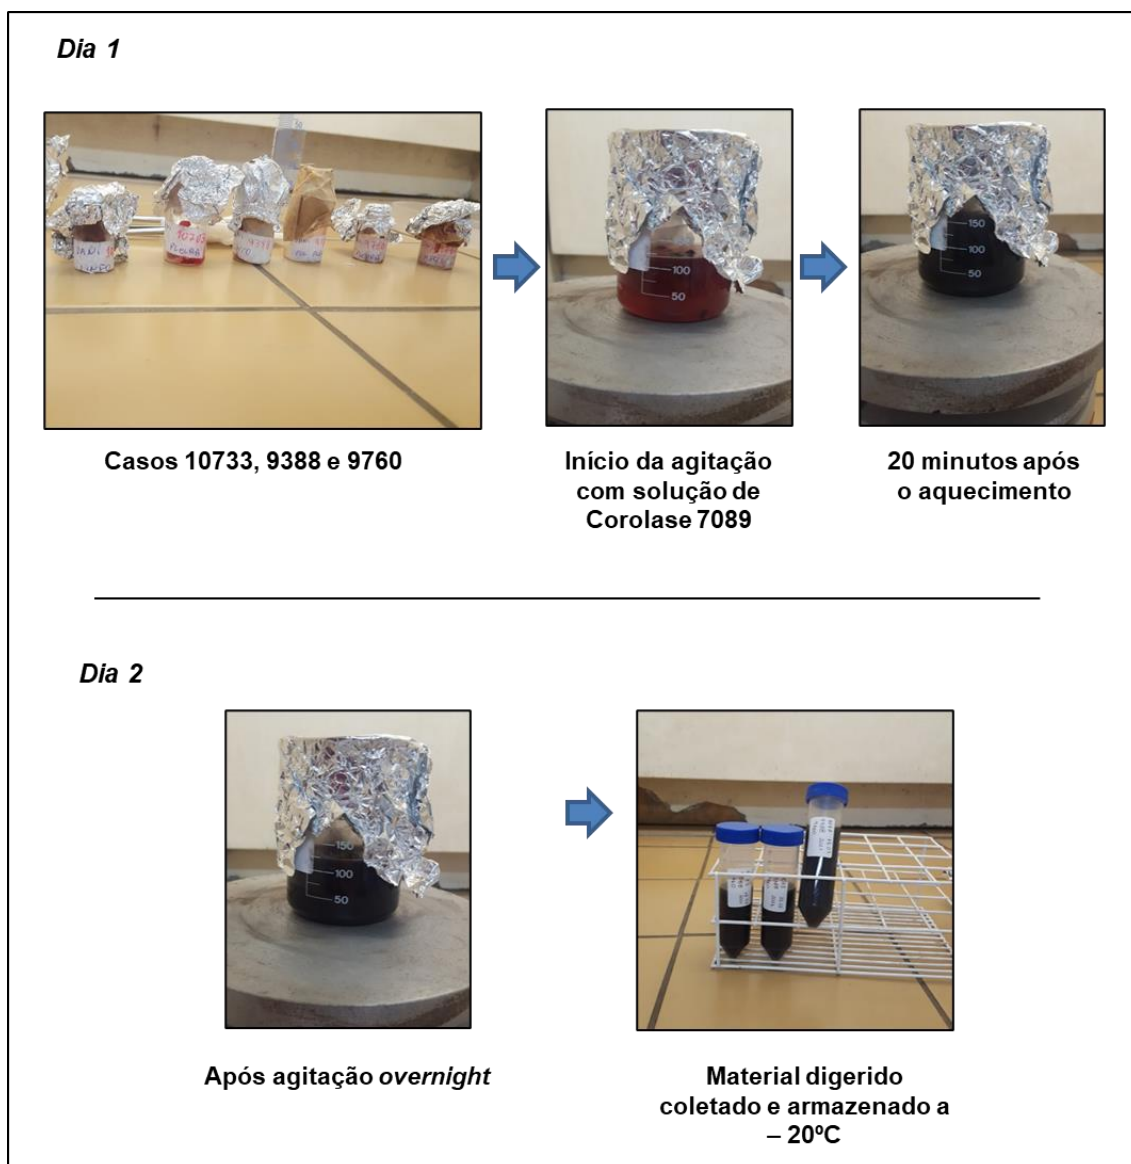 Dia 1
Casos 10733, 9388 e 9760
Início da agitação
com solução de
Corolase 7089
20 minutos após
o aquecimento
100
50
150
100
50
Dia 2
150
100
50
Após agitação overnight
Material digerido
coletado e armazenado a
– 20ºC